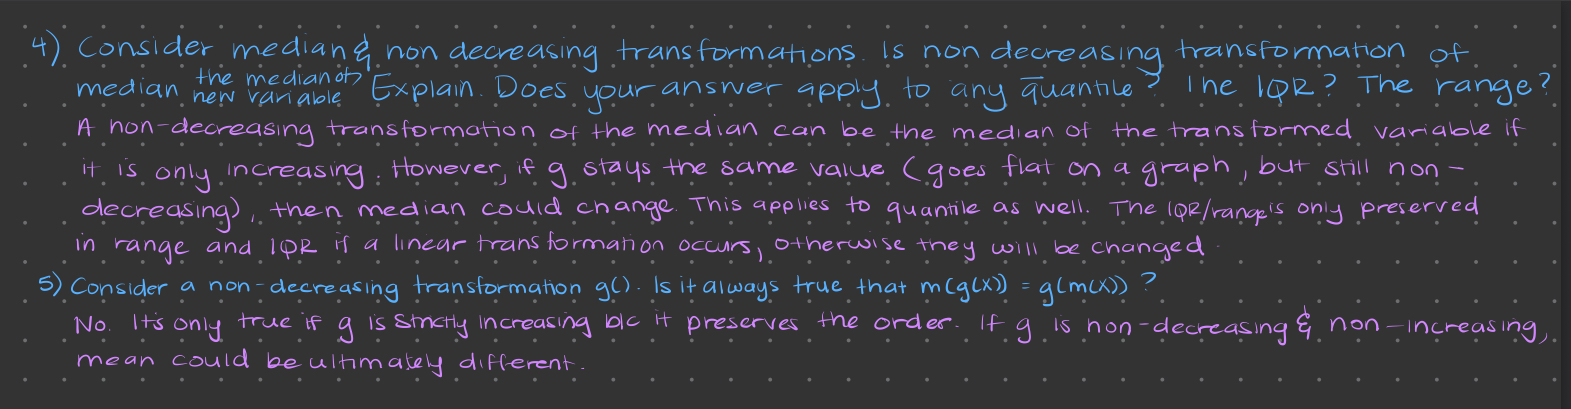 4) Consider median & non decreasing transformations. Is non decreasing transformation of
median the median of new variable? Explain. Does your answer apply to any quantile? The IQR? The range?
A non-decreasing transformation of the median can be the median of the transformed variable if
it is only increasing. However, if g stays the same value (goes flat on a graph, but still non-
decreasing), then median could change. This applies to quantile as well. The IQR/range is only preserved
in range and IQR if a linear transformation occurs, otherwise they will be changed.
5) Consider a non-decreasing transformation g(). Is it always true that m(g(X)) = g(m(X))?
No. It's only true if g is strictly increasing b/c it preserves the order. If g is non-decreasing & non-increasing,
mean could be ultimately different.